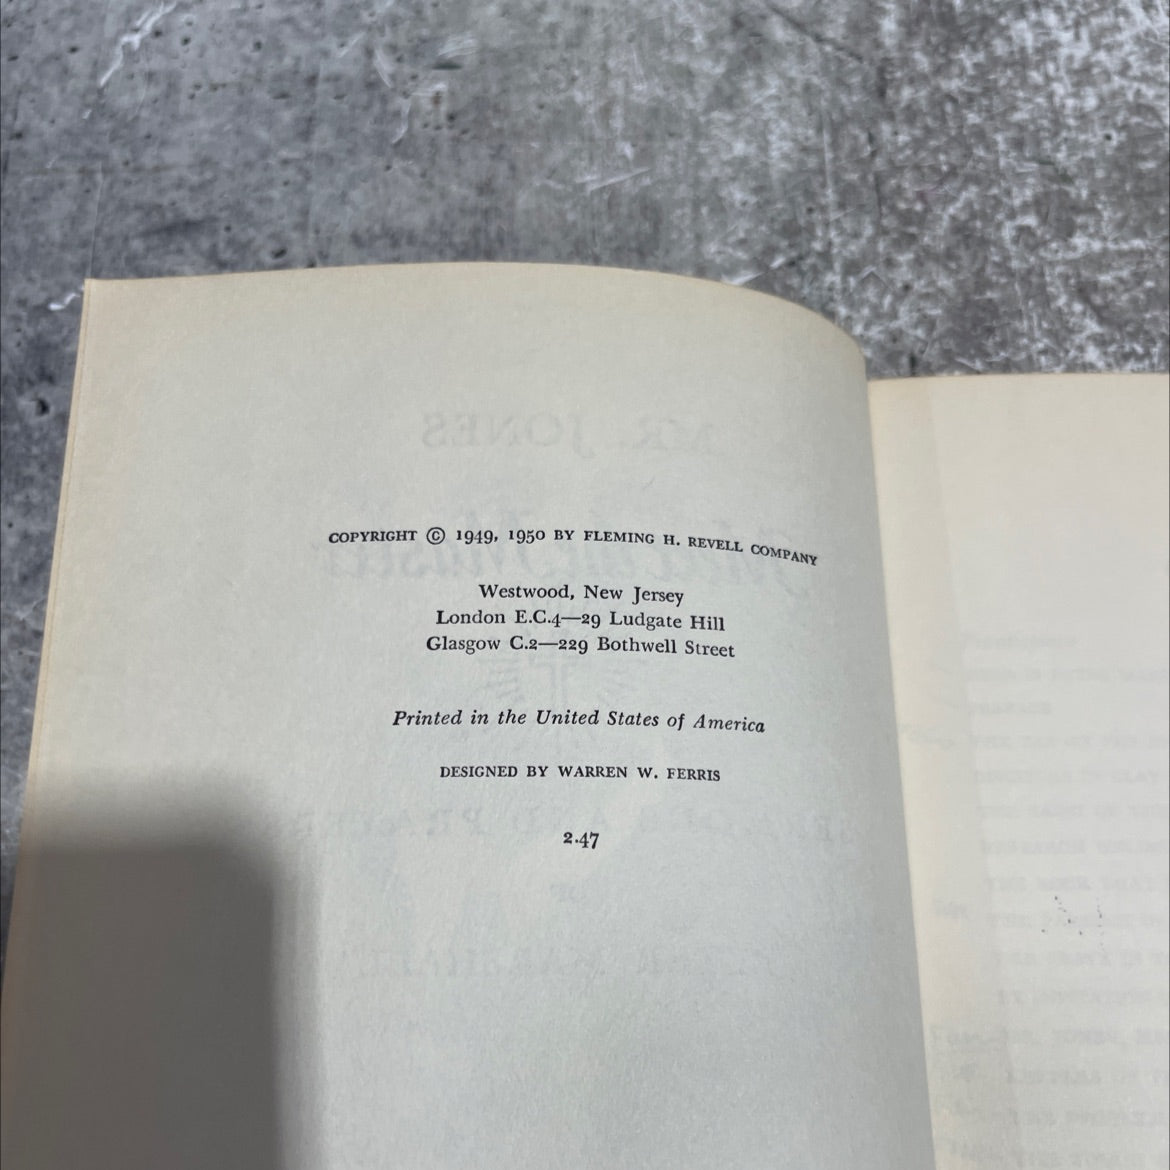 COPYRIGHT © 1949, 1950 BY FLEMING H. REVELL COMPANY
Westwood, New Jersey
London E.C.4—29 Ludgate Hill
Glasgow C.2—229 Bothwell Street
Printed in the United States of America
DESIGNED BY WARREN W. FERRIS
2.47